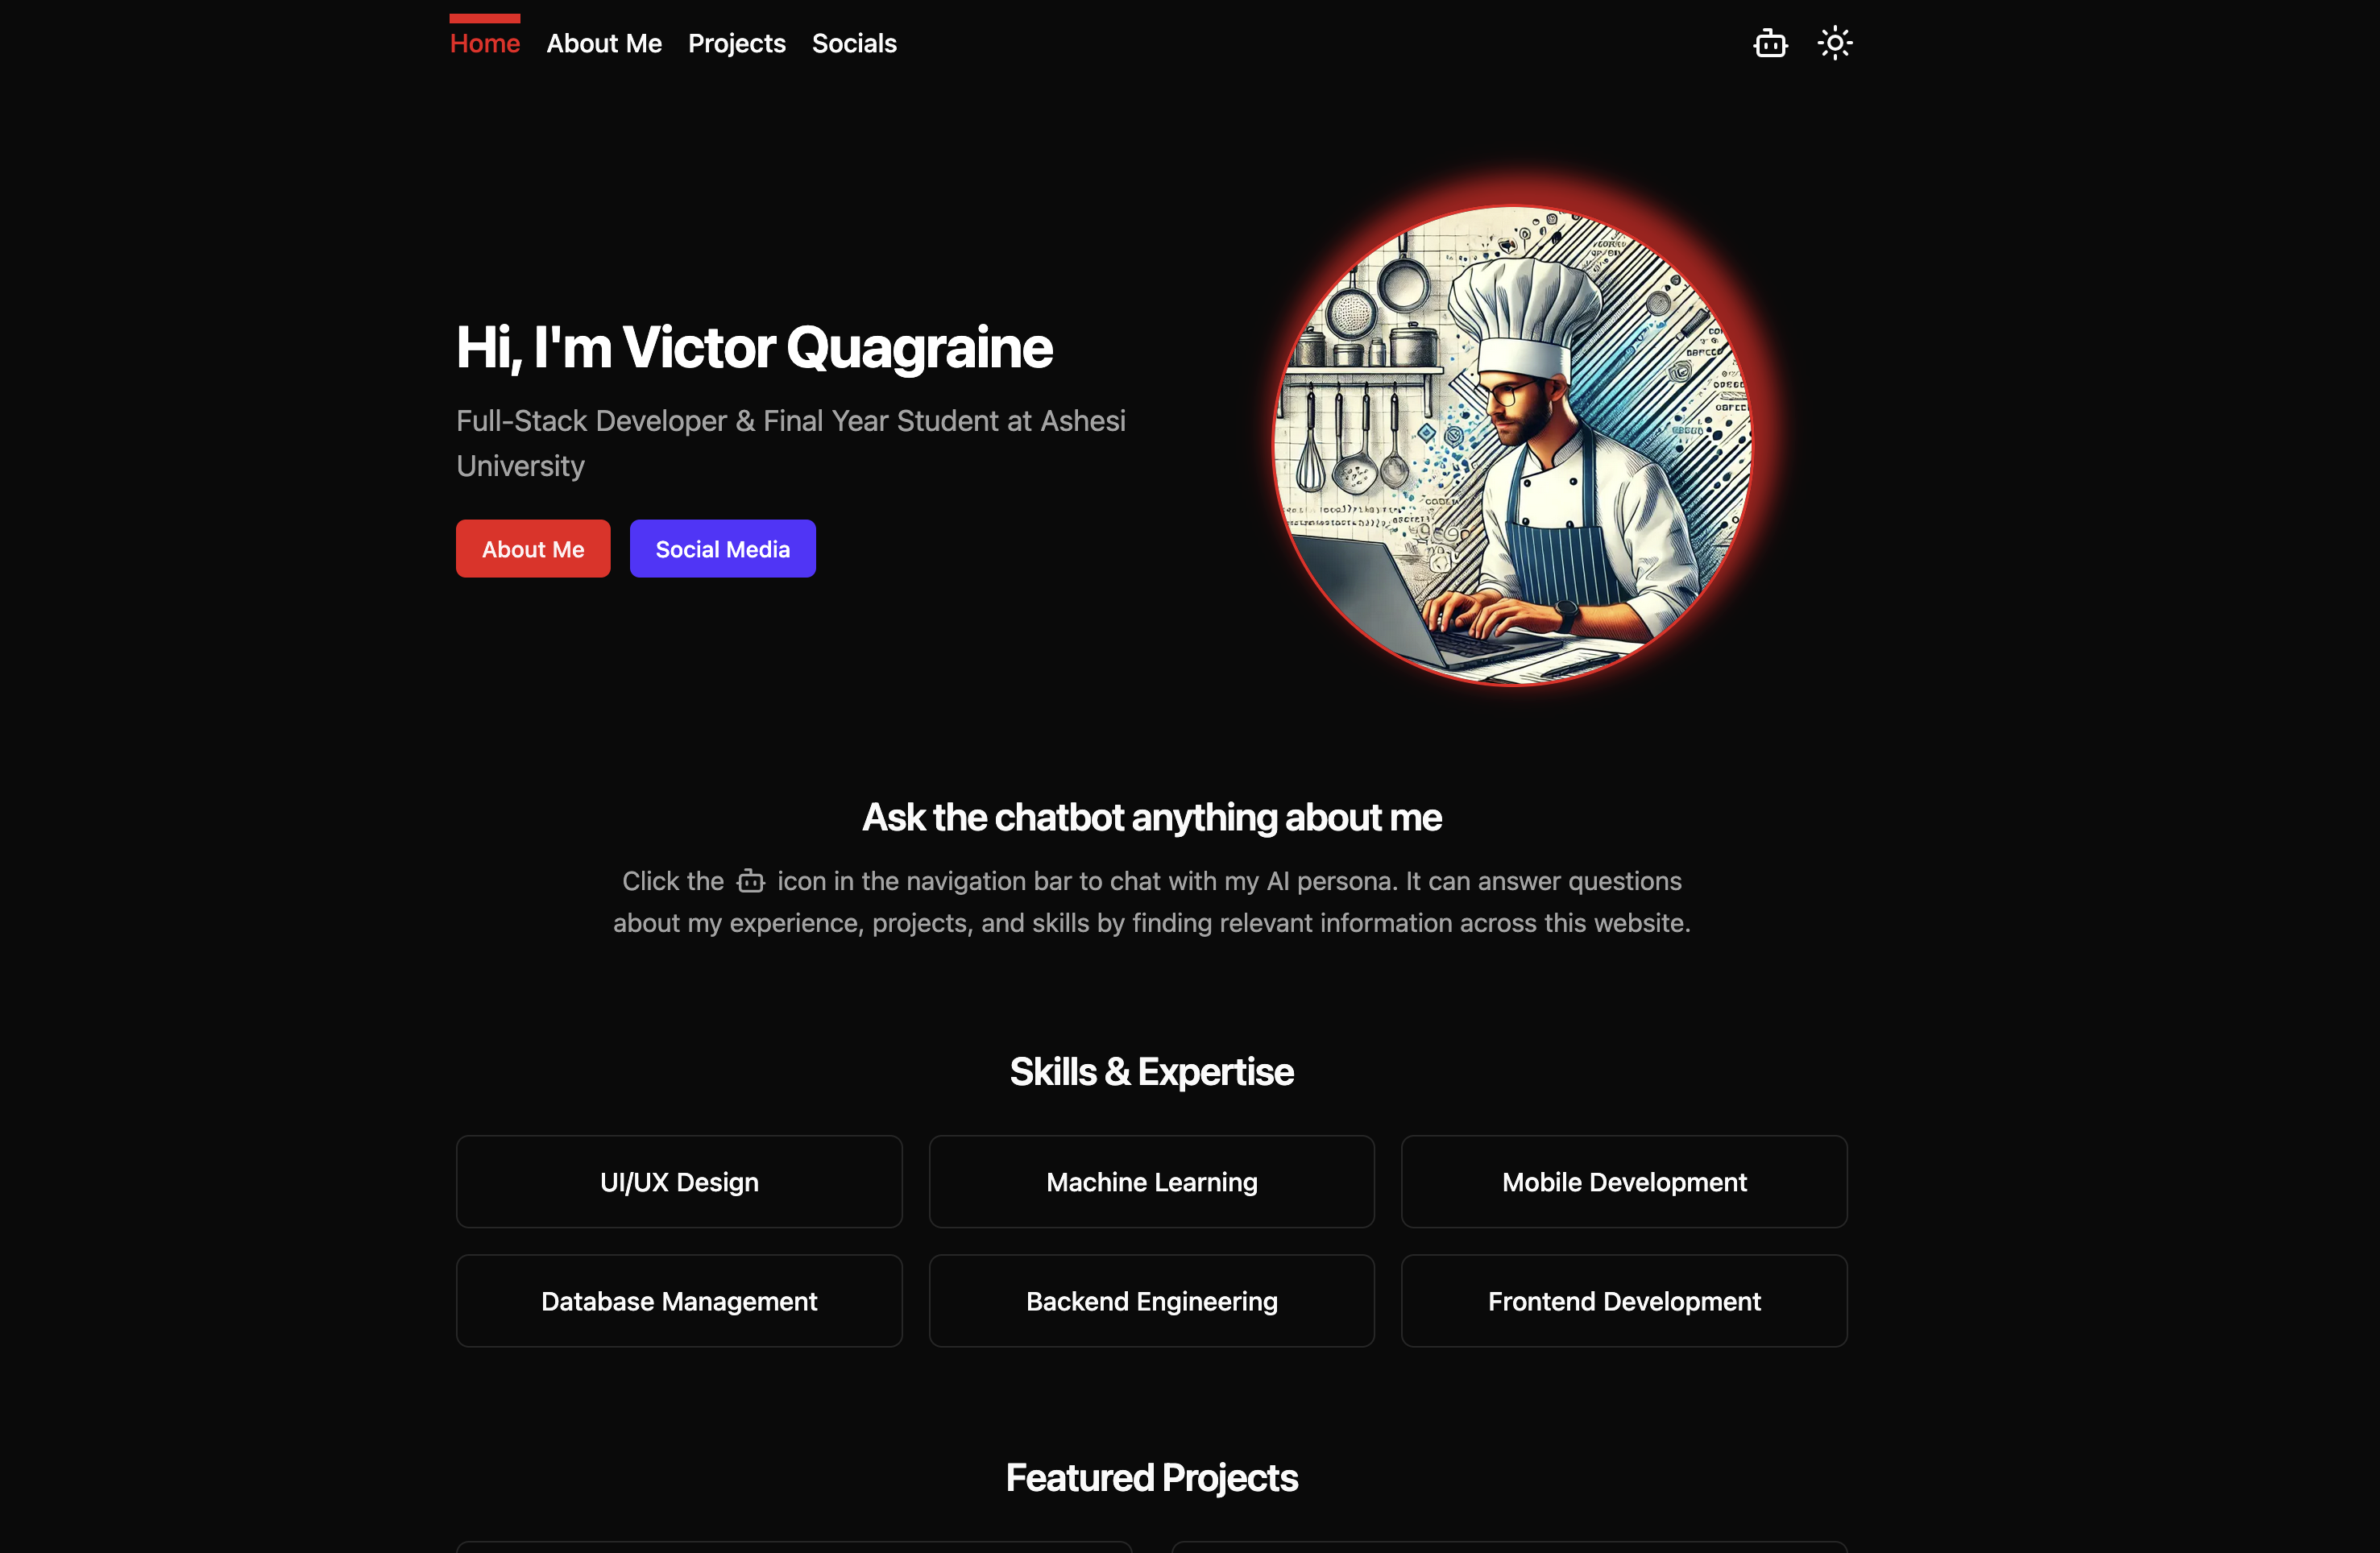 Home About Me Projects Socials
Hi, I'm Victor Quagraine
Full-Stack Developer & Final Year Student at Ashesi
University
About Me Social Media
Ask the chatbot anything about me
Click the icon in the navigation bar to chat with my AI persona. It can answer questions
about my experience, projects, and skills by finding relevant information across this website.
Skills & Expertise
UI/UX Design Machine Learning Mobile Development
Database Management Backend Engineering Frontend Development
Featured Projects